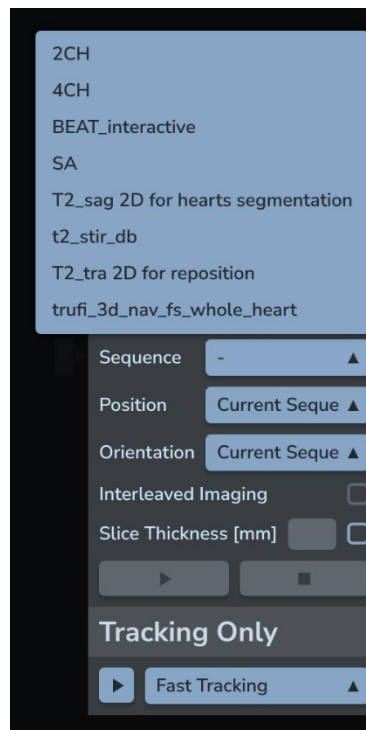 2CH
4CH
BEAT_interactive
SA
T2_sag 2D for hearts segmentation
t2_stir_db
T2_tra 2D for reposition
trufi_3d_nav_fs_whole_heart
Sequence - ▲
Position Current Seque ▲
Orientation Current Seque ▲
Interleaved Imaging
Slice Thickness [mm]
Tracking Only
Fast Tracking ▲